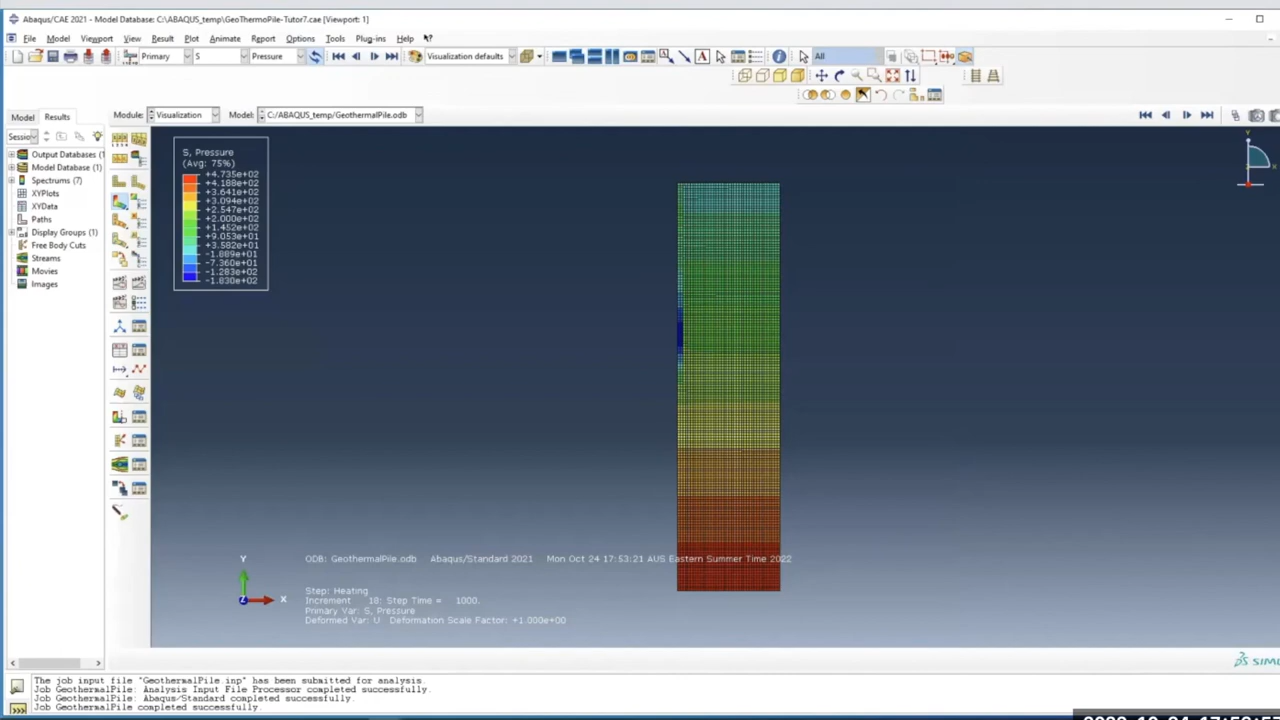 Abaqus/CAE 2021 - Model Database: C:\ABAQUS_temp\GeoThermoPile-Tutor7.cae [Viewport: 1]
File Model Viewport View Result Plot Animate Report Options Tools Plug-ins Help
Primary S Pressure Visualization defaults All
Model Results Module: Visualization Model: C:/ABAQUS_temp/GeothermalPile.odb
Sessio
Output Databases (1
Model Database (1)
Spectrums (7)
XYPlots
XYData
Paths
Display Groups (1)
Free Body Cuts
Streams
Movies
Images
S, Pressure
(Avg: 75%)
+4.735e+02
+4.188e+02
+3.641e+02
+3.094e+02
+2.547e+02
+2.000e+02
+1.452e+02
+9.053e+01
+3.582e+01
-1.889e+01
-7.360e+01
-1.283e+02
-1.830e+02
Y
X
Y
Z
X
ODB: GeothermalPile.odb Abaqus/Standard 2021 Mon Oct 24 17:53:21 AUS Eastern Summer Time 2022
Step: Heating
Increment 18: Step Time = 1000.
Primary Var: S, Pressure
Deformed Var: U Deformation Scale Factor: +1.000e+00
SIMU
The job input file "GeothermalPile.inp" has been submitted for analysis.
Job GeothermalPile: Analysis Input File Processor completed successfully.
Job GeothermalPile: Abaqus/Standard completed successfully.
Job GeothermalPile completed successfully.